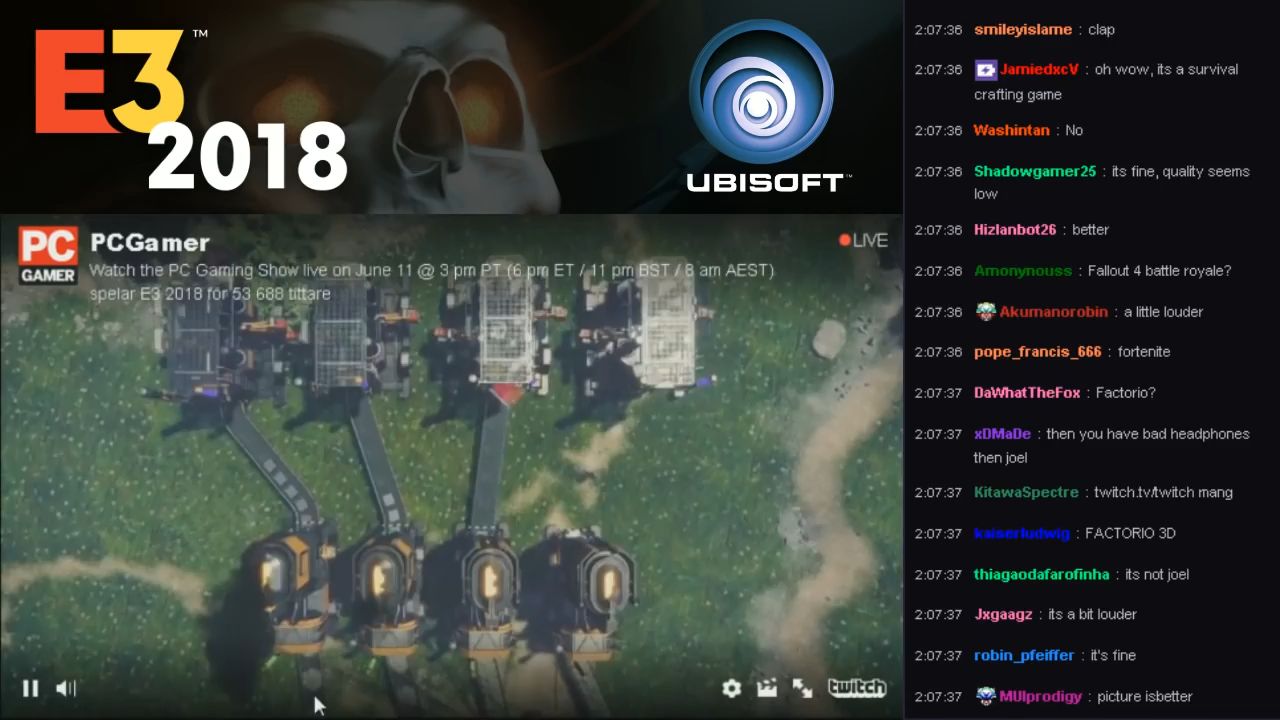 E3™
2018
UBISOFT™
PC
GAMER
PCGamer
LIVE
Watch the PC Gaming Show live on June 11 @ 3 pm PT (6 pm ET / 11 pm BST / 8 am AEST)
spelar E3 2018 för 53 688 tittare
twitch
2:07:36 smileyislame : clap
2:07:36 JamiedxcV : oh wow, its a survival
crafting game
2:07:36 Washintan : No
2:07:36 Shadowgamer25 : its fine, quality seems
low
2:07:36 Hizlanbot26 : better
2:07:36 Amonynouss : Fallout 4 battle royale?
2:07:36 Akumanorobin : a little louder
2:07:36 pope_francis_666 : fortenite
2:07:37 DaWhatTheFox : Factorio?
2:07:37 xDMaDe : then you have bad headphones
then joel
2:07:37 KitawaSpectre : twitch.tv/twitch mang
2:07:37 kaiserludwig : FACTORIO 3D
2:07:37 thiagaodafarofinha : its not joel
2:07:37 Jxgaagz : its a bit louder
2:07:37 robin_pfeiffer : it's fine
2:07:37 MUIprodigy : picture isbetter